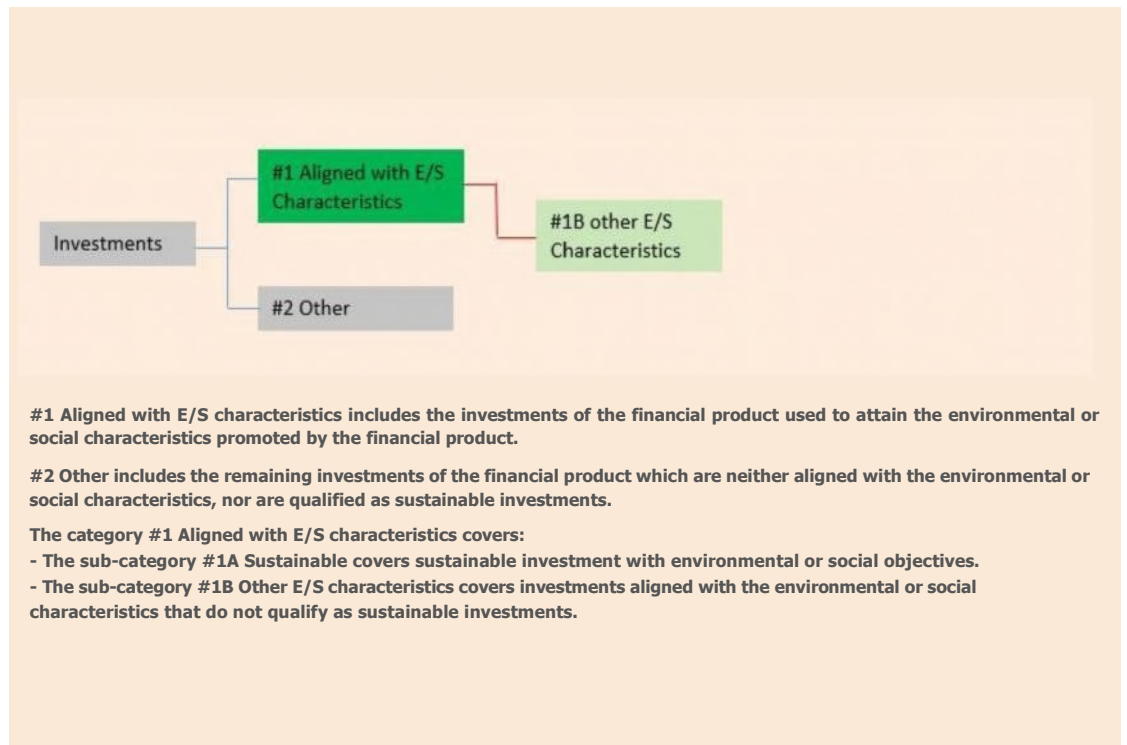 #1 Aligned with E/S
Characteristics
#1B other E/S
Characteristics
Investments
#2 Other
#1 Aligned with E/S characteristics includes the investments of the financial product used to attain the environmental or
social characteristics promoted by the financial product.
#2 Other includes the remaining investments of the financial product which are neither aligned with the environmental or
social characteristics, nor are qualified as sustainable investments.
The category #1 Aligned with E/S characteristics covers:
- The sub-category #1A Sustainable covers sustainable investment with environmental or social objectives.
- The sub-category #1B Other E/S characteristics covers investments aligned with the environmental or social
characteristics that do not qualify as sustainable investments.